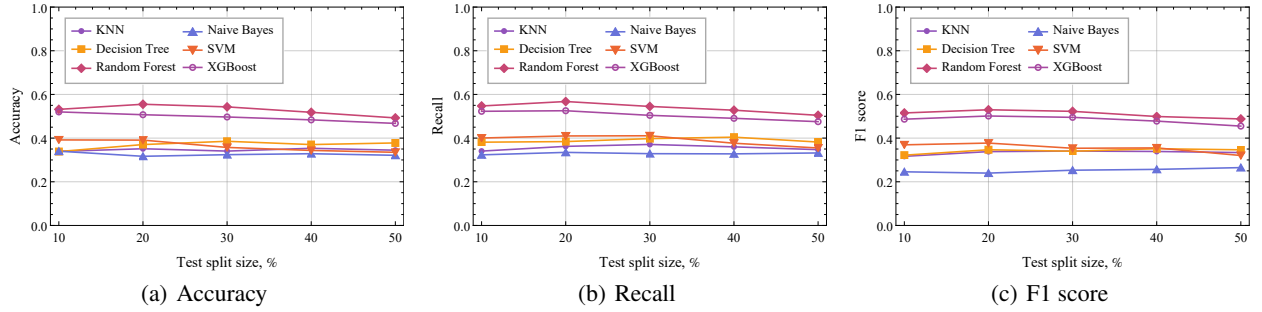 1.0
0.8
0.6
0.4
0.2
0.0
Accuracy
KNN
Naive Bayes
Decision Tree
SVM
Random Forest
XGBoost
10 20 30 40 50
Test split size, %
(a) Accuracy
1.0
0.8
0.6
0.4
0.2
0.0
Recall
KNN
Naive Bayes
Decision Tree
SVM
Random Forest
XGBoost
10 20 30 40 50
Test split size, %
(b) Recall
1.0
0.8
0.6
0.4
0.2
0.0
F1 score
KNN
Naive Bayes
Decision Tree
SVM
Random Forest
XGBoost
10 20 30 40 50
Test split size, %
(c) F1 score